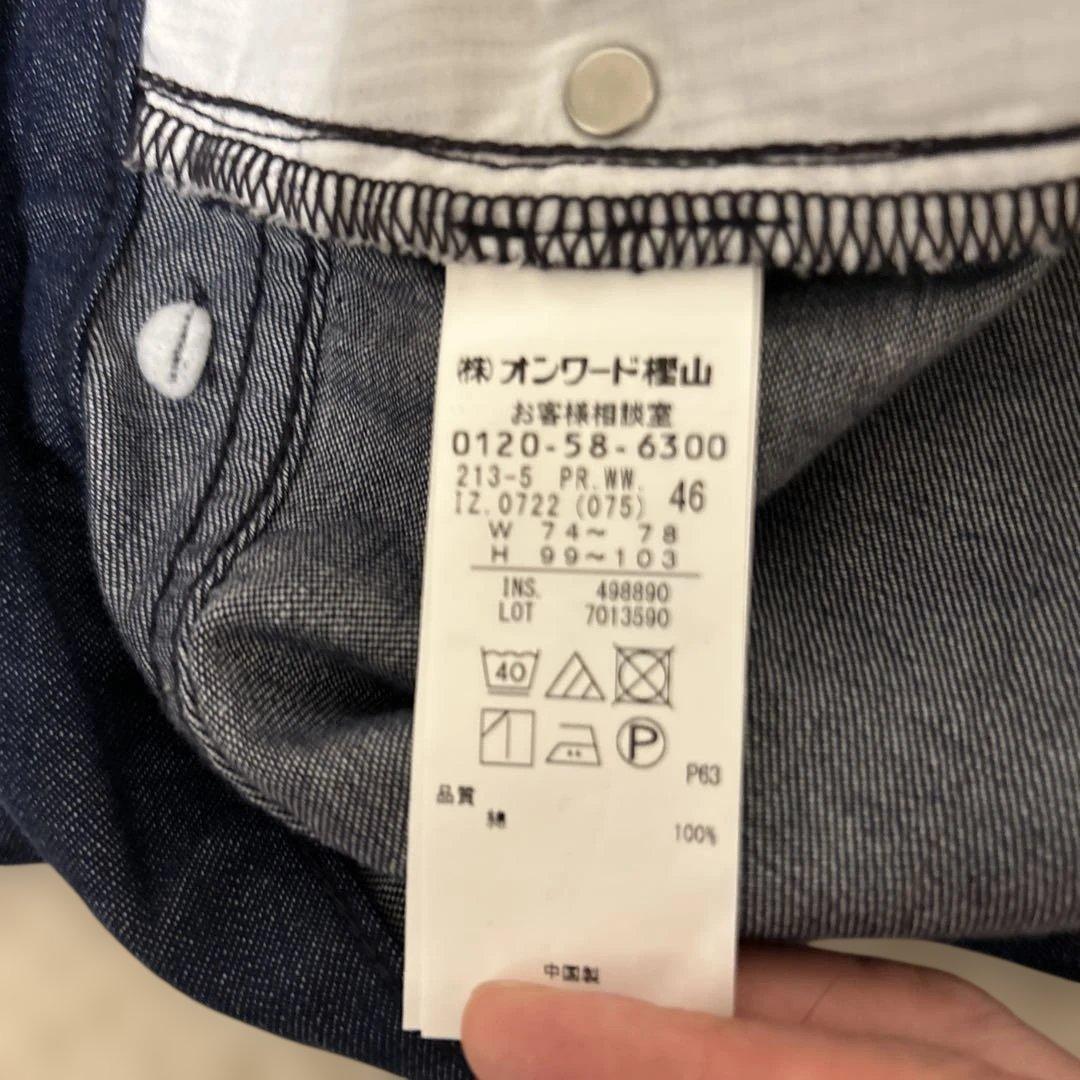 (株)オンワード樫山
お客様相談室
0120-58-6300
213-5 PR.WW.
IZ.0722 (075) 46
W 74〜 78
H 99〜103
INS. 498890
LOT 7013590
40
P
P63
品質
綿 100%
中国製